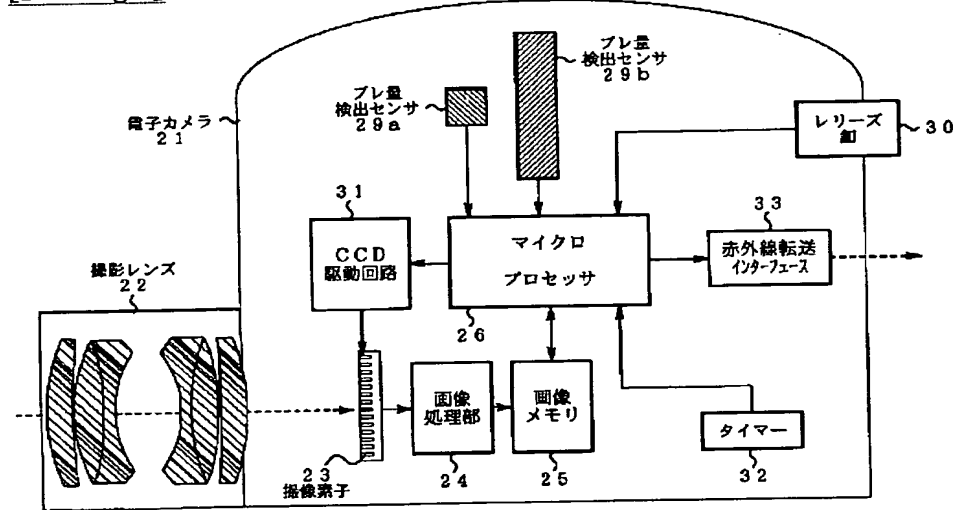 ブレ量
検出センサ
29b
ブレ量
検出センサ
29a
電子カメラ
21
レリーズ
釦
30
31
CCD
駆動回路
マイクロ
プロセッサ
26
33
赤外線転送
インターフェース
撮影レンズ
22
画像
処理部
24
画像
メモリ
25
タイマー
32
23
撮像素子